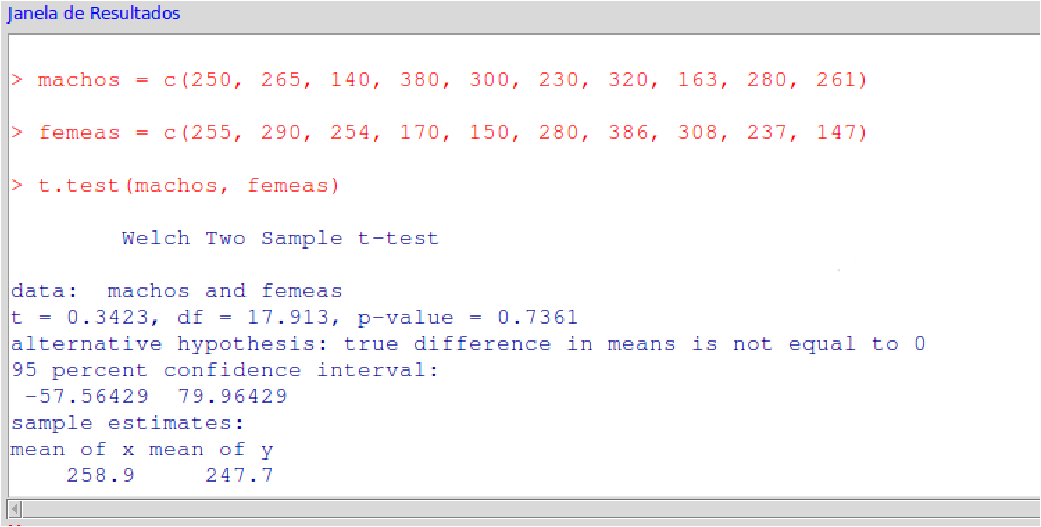 Janela de Resultados
> machos = c(250, 265, 140, 380, 300, 230, 320, 163, 280, 261)
> femeas = c(255, 290, 254, 170, 150, 280, 386, 308, 237, 147)
> t.test(machos, femeas)
Welch Two Sample t-test
data:  machos and femeas
t = 0.3423, df = 17.913, p-value = 0.7361
alternative hypothesis: true difference in means is not equal to 0
95 percent confidence interval:
-57.56429  79.96429
sample estimates:
mean of x mean of y
258.9     247.7